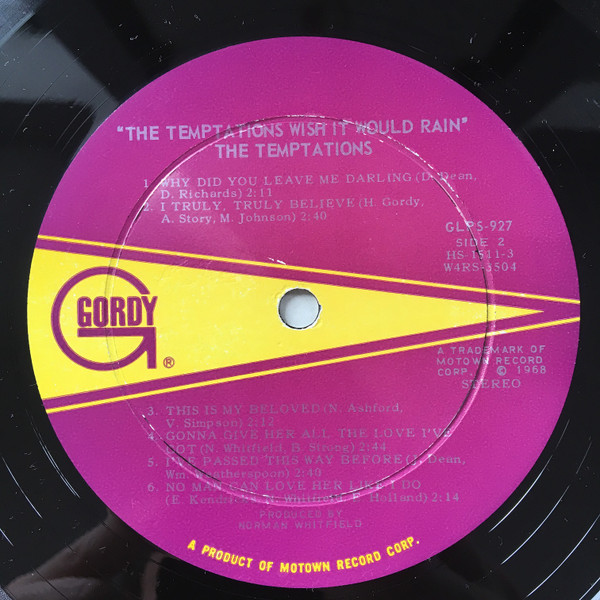 "THE TEMPTATIONS WISH IT WOULD RAIN"
THE TEMPTATIONS
1. WHY DID YOU LEAVE ME DARLING (D. Dean,
D. Richards) 2:11
2. I TRULY, TRULY BELIEVE (H. Gordy,
A. Story, M. Johnson) 2:40
GLPS-927
SIDE 2
HS-1511-3
W4RS-3504
GORDY
®
A TRADEMARK OF
MOTOWN RECORD
CORP. © 1968
STEREO
3. THIS IS MY BELOVED (N. Ashford,
V. Simpson) 2:12
4. GONNA GIVE HER ALL THE LOVE I'VE
GOT (N. Whitfield, B. Strong) 2:44
5. I'VE PASSED THIS WAY BEFORE (J. Dean,
Wm. Weatherspoon) 2:40
6. NO MAN CAN LOVE HER LIKE I DO
(E. Kendricks, N. Whitfield, E. Holland) 2:14
PRODUCED BY
NORMAN WHITFIELD
A PRODUCT OF MOTOWN RECORD CORP.